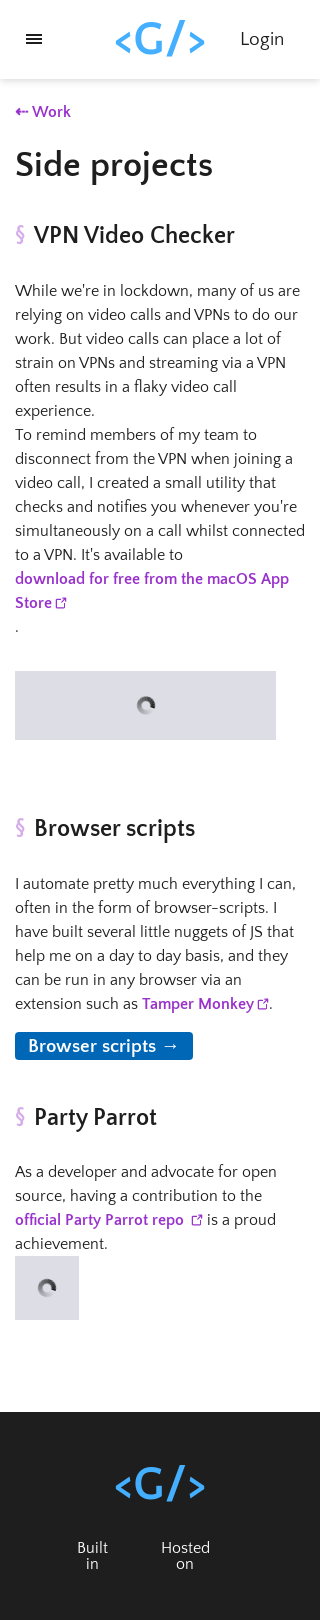 <G/>
Login
⇠ Work
Side projects
§ VPN Video Checker
While we're in lockdown, many of us are
relying on video calls and VPNs to do our
work. But video calls can place a lot of
strain on VPNs and streaming via a VPN
often results in a flaky video call
experience.
To remind members of my team to
disconnect from the VPN when joining a
video call, I created a small utility that
checks and notifies you whenever you're
simultaneously on a call whilst connected
to a VPN. It's available to
download for free from the macOS App
Store
.
§ Browser scripts
I automate pretty much everything I can,
often in the form of browser-scripts. I
have built several little nuggets of JS that
help me on a day to day basis, and they
can be run in any browser via an
extension such as Tamper Monkey.
Browser scripts →
§ Party Parrot
As a developer and advocate for open
source, having a contribution to the
official Party Parrot repo is a proud
achievement.
<G/>
Built
in
Hosted
on